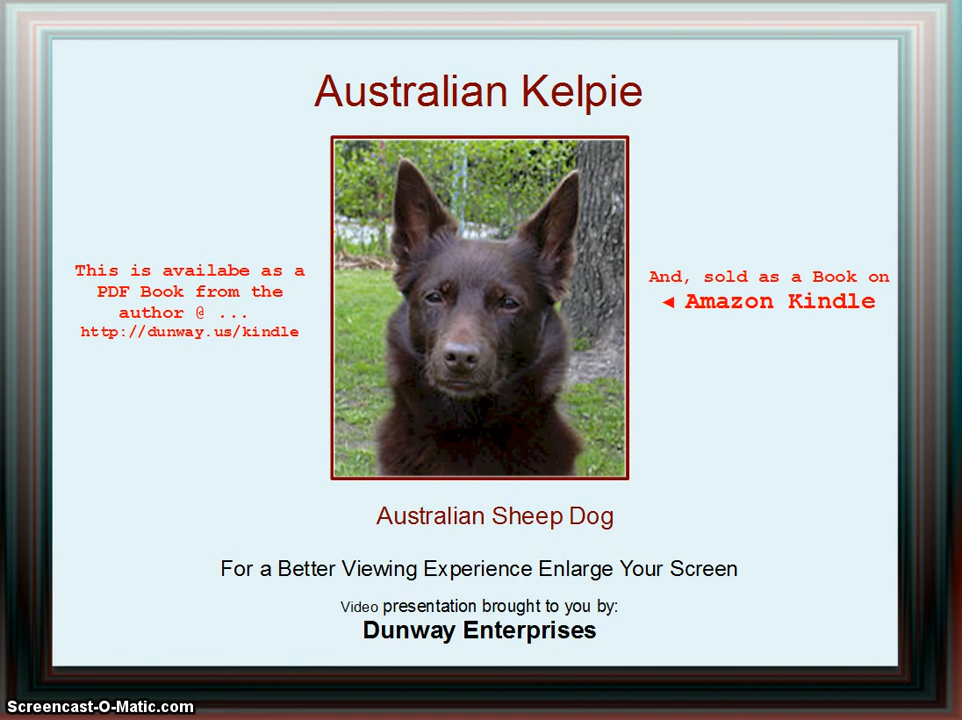 Australian Kelpie
This is availabe as a
PDF Book from the
author @ ...
http://dunway.us/kindle
And, sold as a Book on
◄ Amazon Kindle
Australian Sheep Dog
For a Better Viewing Experience Enlarge Your Screen
Video presentation brought to you by:
Dunway Enterprises
Screencast-O-Matic.com